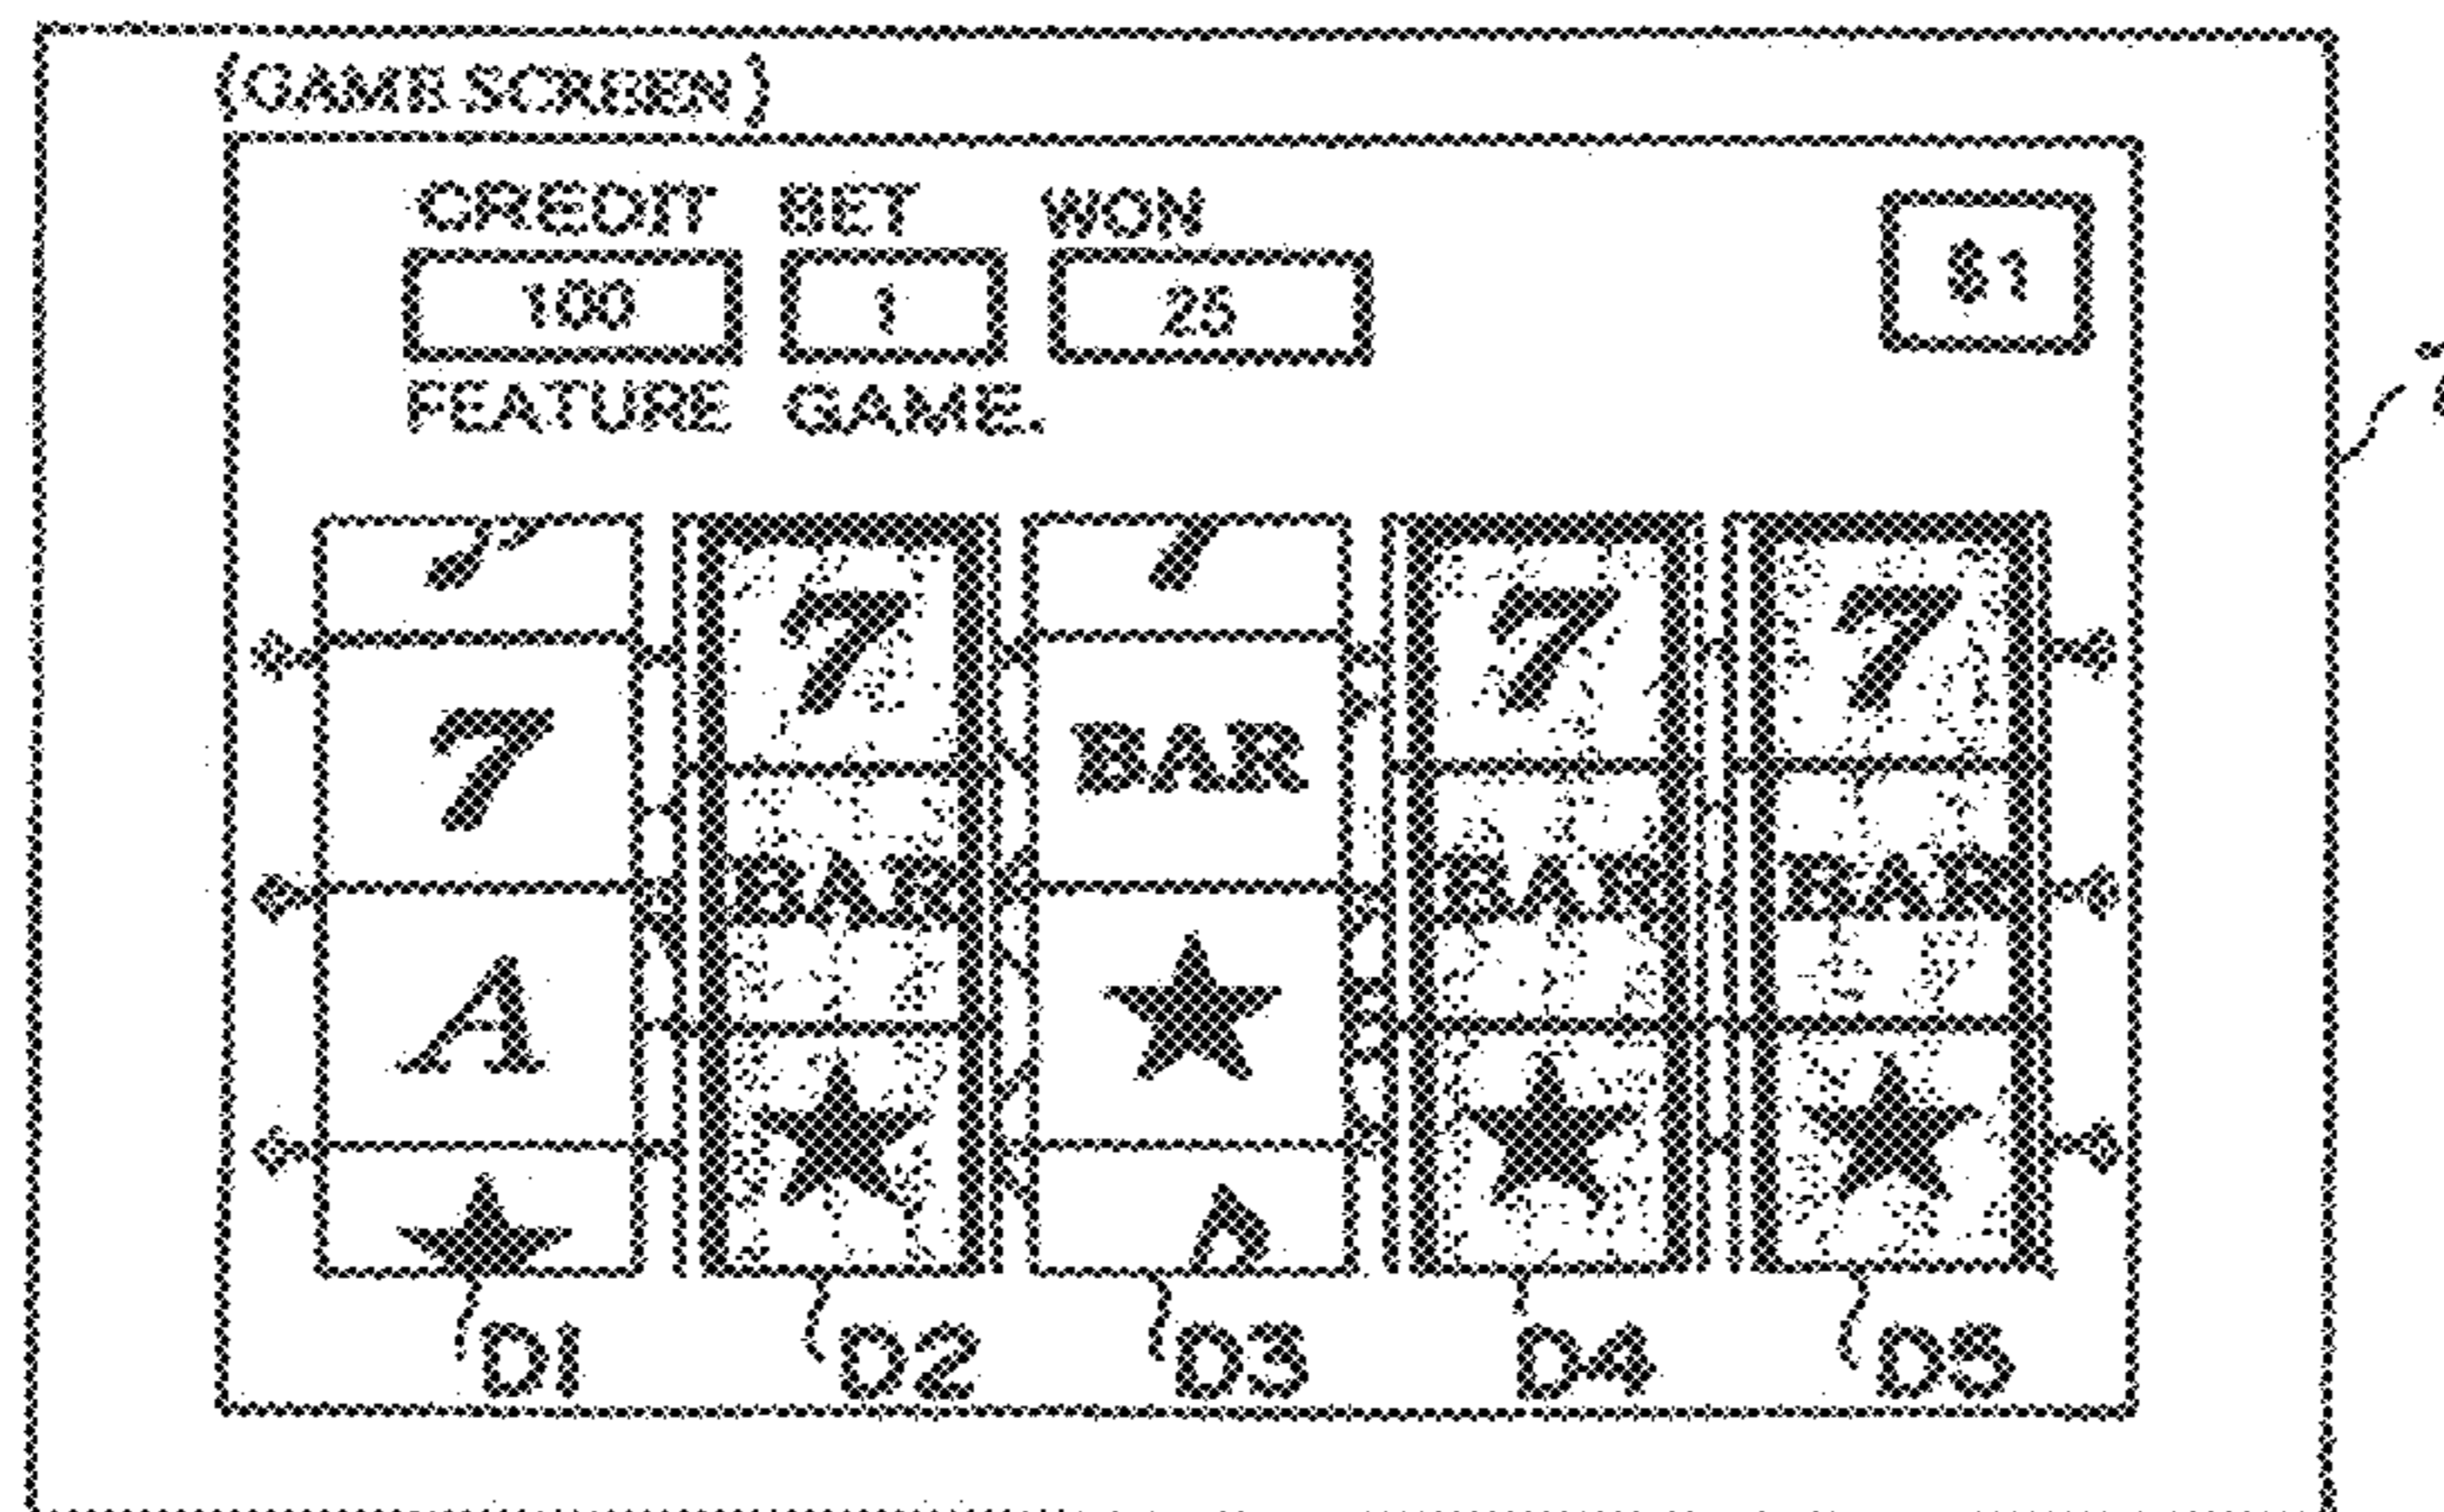 (GAME SCREEN)
CREDIT BET WON
100 1 25 $1
FEATURE GAME.
7 7 7 7
BAR
BAR BAR BAR
A
D1 D2 D3 D4 D5